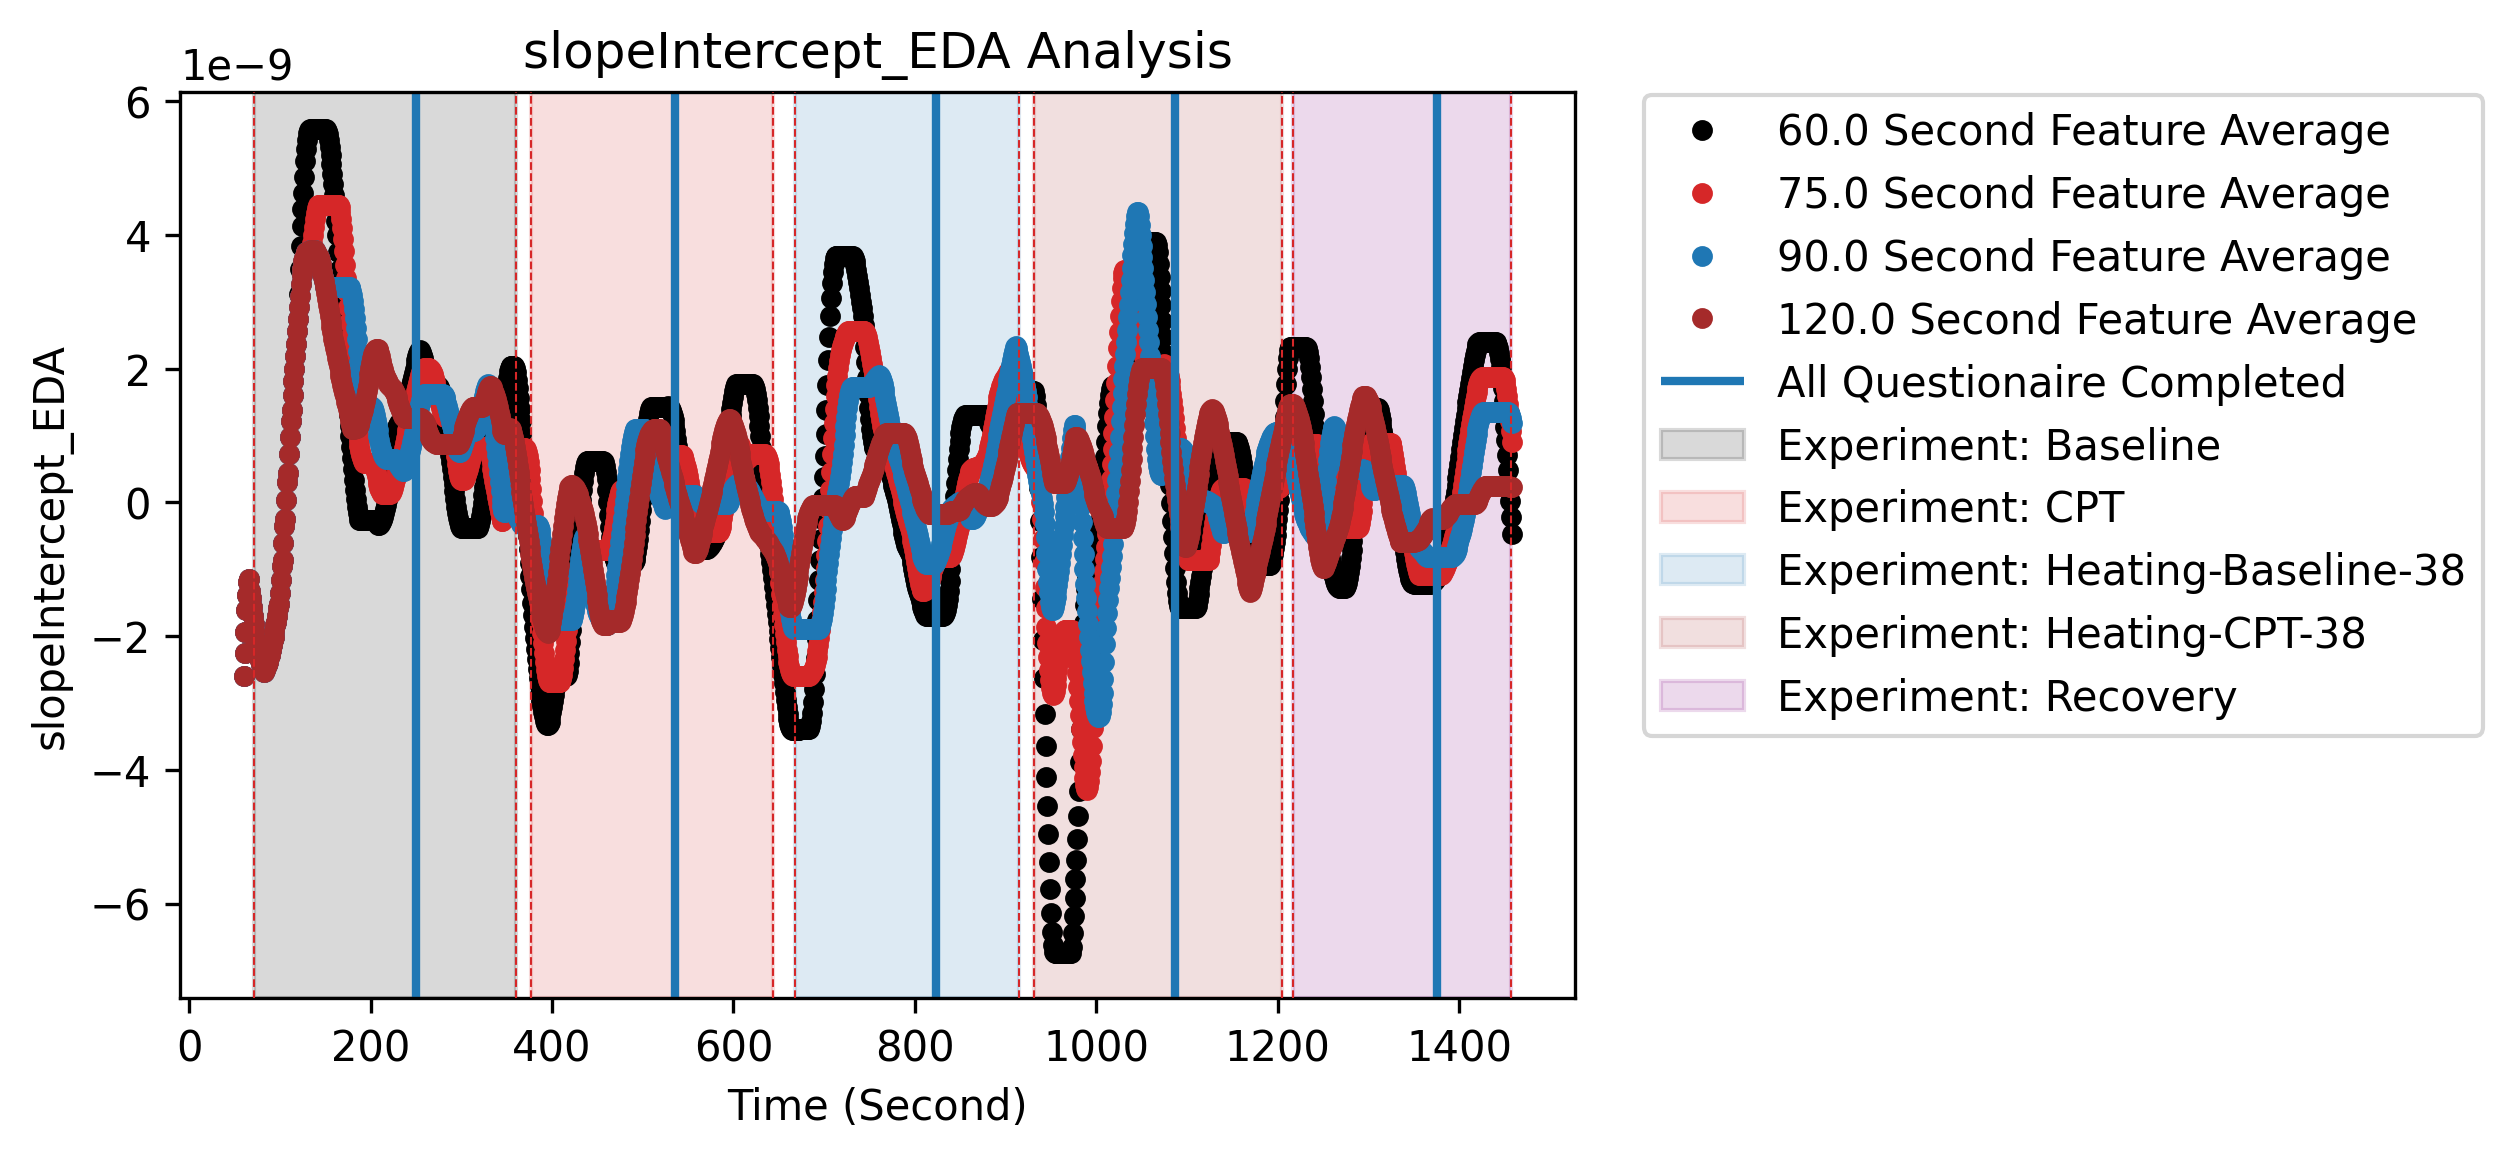 slopeIntercept_EDA Analysis
1e−9
6
4
2
0
−2
−4
−6
slopeIntercept_EDA
0 200 400 600 800 1000 1200 1400
Time (Second)
60.0 Second Feature Average
75.0 Second Feature Average
90.0 Second Feature Average
120.0 Second Feature Average
All Questionaire Completed
Experiment: Baseline
Experiment: CPT
Experiment: Heating-Baseline-38
Experiment: Heating-CPT-38
Experiment: Recovery